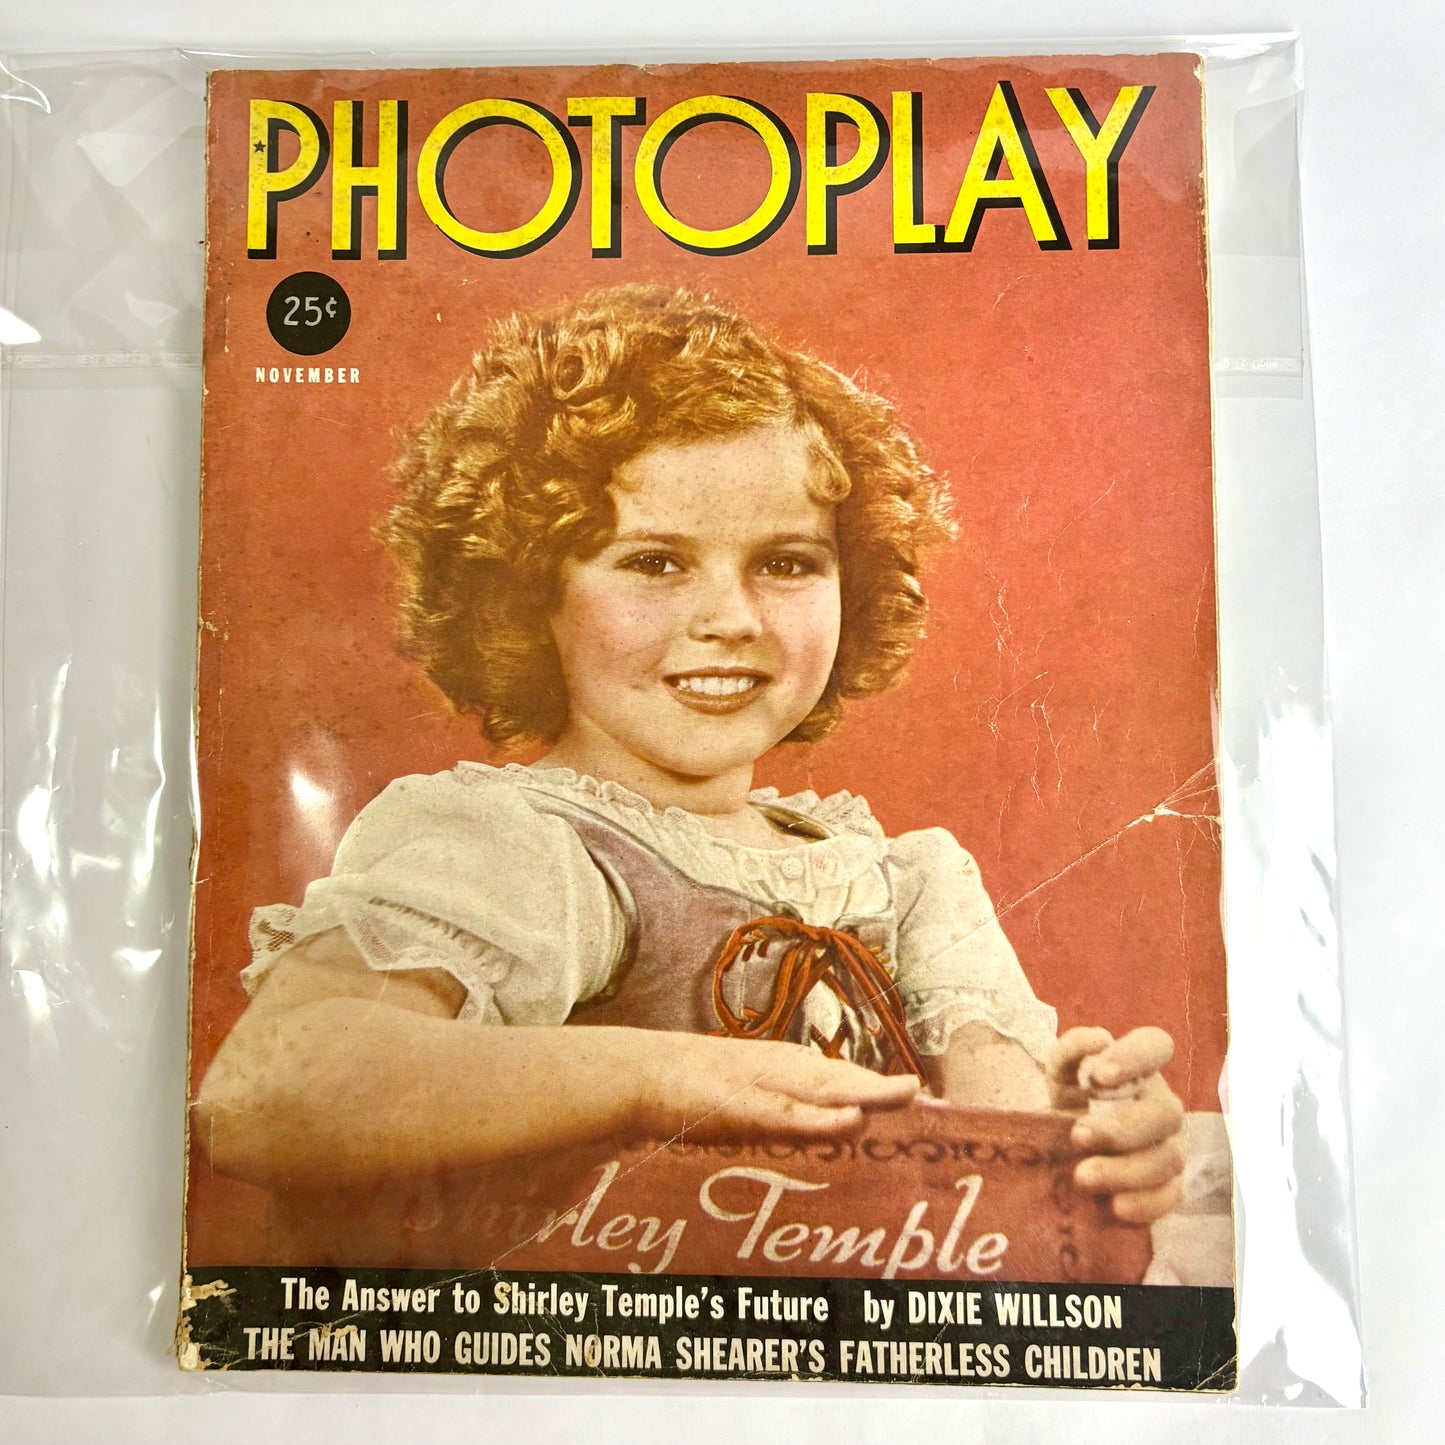 PHOTOPLAY
25¢
NOVEMBER
Shirley Temple
The Answer to Shirley Temple's Future by DIXIE WILLSON
THE MAN WHO GUIDES NORMA SHEARER'S FATHERLESS CHILDREN